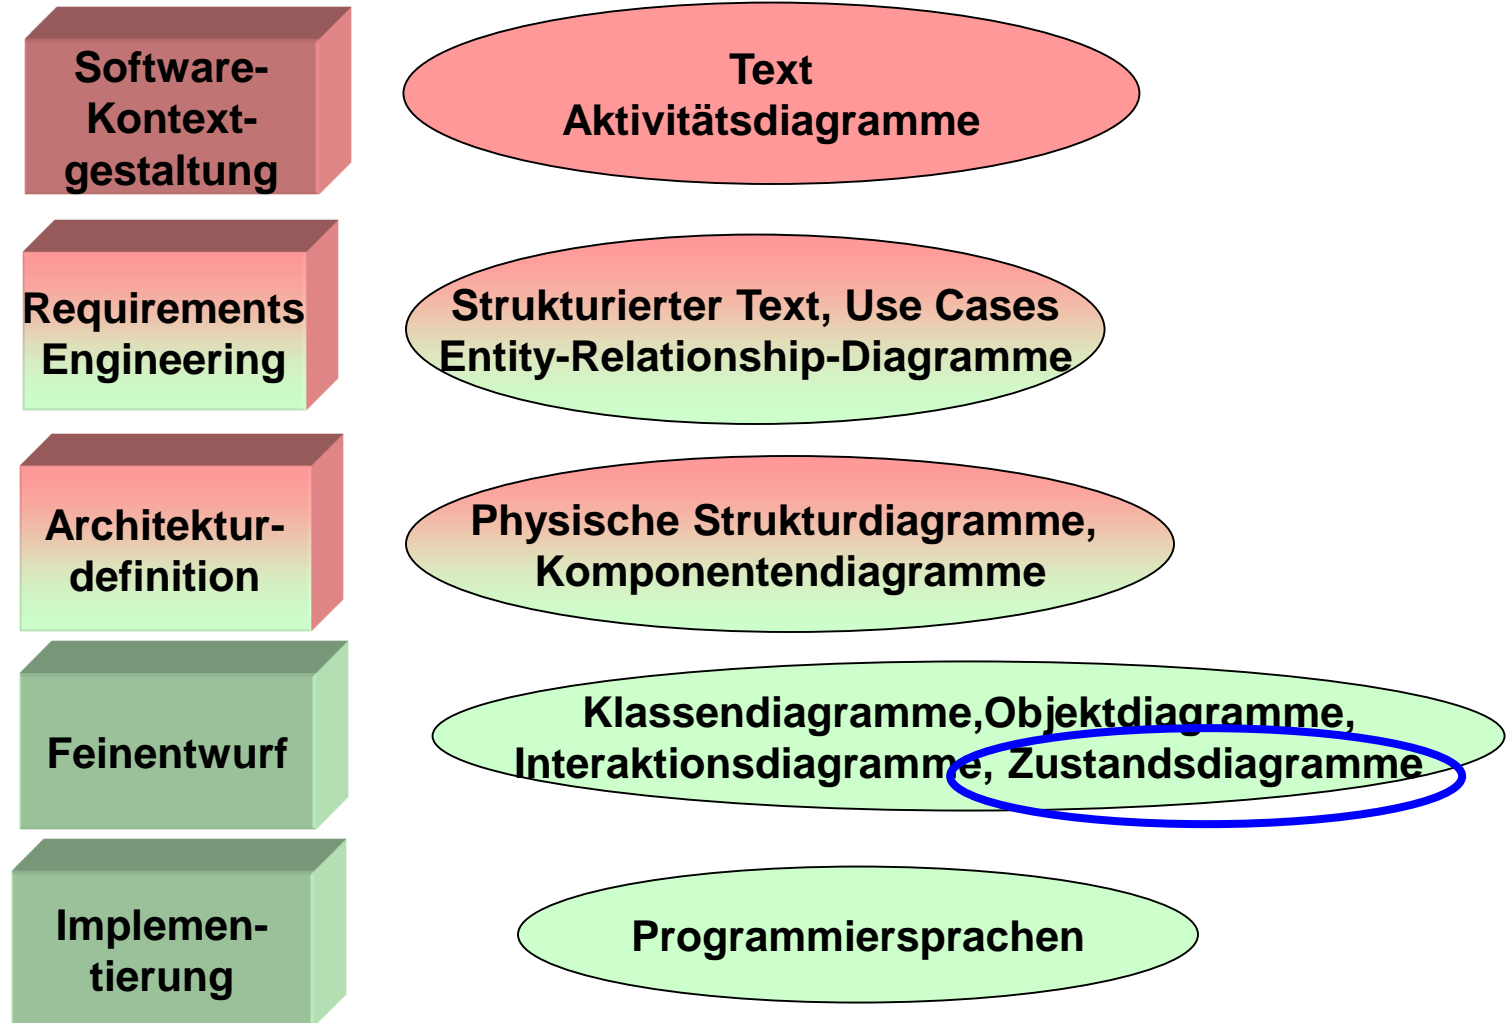 Software-
Kontext-
gestaltung
Text
Aktivitätsdiagramme
Requirements
Engineering
Strukturierter Text, Use Cases
Entity-Relationship-Diagramme
Architektur-
definition
Physische Strukturdiagramme,
Komponentendiagramme
Feinentwurf
Klassendiagramme,Objektdiagramme,
Interaktionsdiagramme, Zustandsdiagramme
Implemen-
tierung
Programmiersprachen